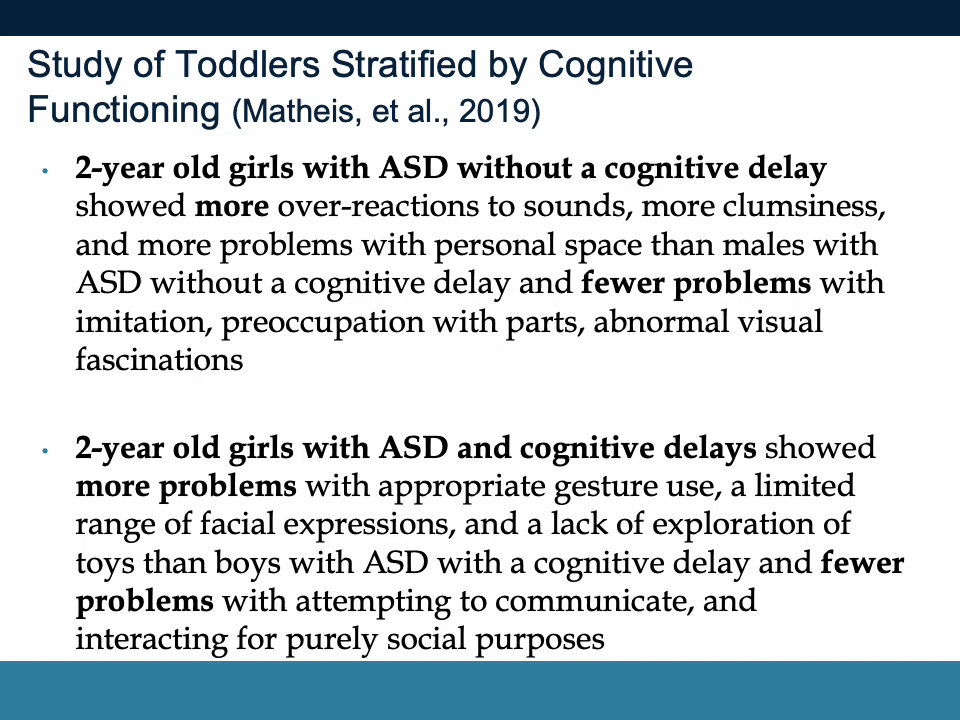 Study of Toddlers Stratified by Cognitive
Functioning (Matheis, et al., 2019)
• 2-year old girls with ASD without a cognitive delay
showed more over-reactions to sounds, more clumsiness,
and more problems with personal space than males with
ASD without a cognitive delay and fewer problems with
imitation, preoccupation with parts, abnormal visual
fascinations
• 2-year old girls with ASD and cognitive delays showed
more problems with appropriate gesture use, a limited
range of facial expressions, and a lack of exploration of
toys than boys with ASD with a cognitive delay and fewer
problems with attempting to communicate, and
interacting for purely social purposes